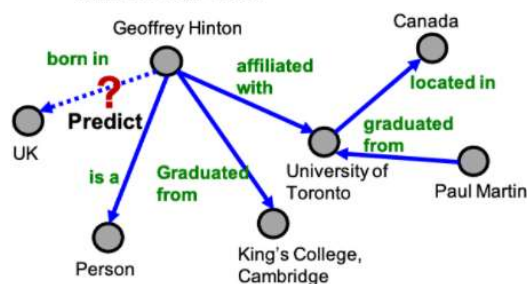 Geoffrey Hinton
Canada
born in
affiliated
with
located in
?
Predict
UK
graduated
from
is a
Graduated
from
University of
Toronto
Paul Martin
Person
King's College,
Cambridge